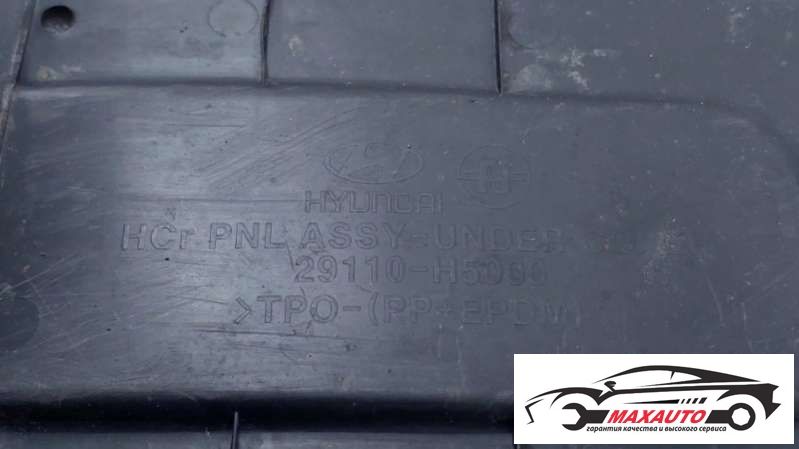 HYUNDAI
HCr PNL ASSY-UNDER
29110-H5000
>TPO-(PP+EPDM)
MAXAUTO
гарантия качества и высокого сервиса